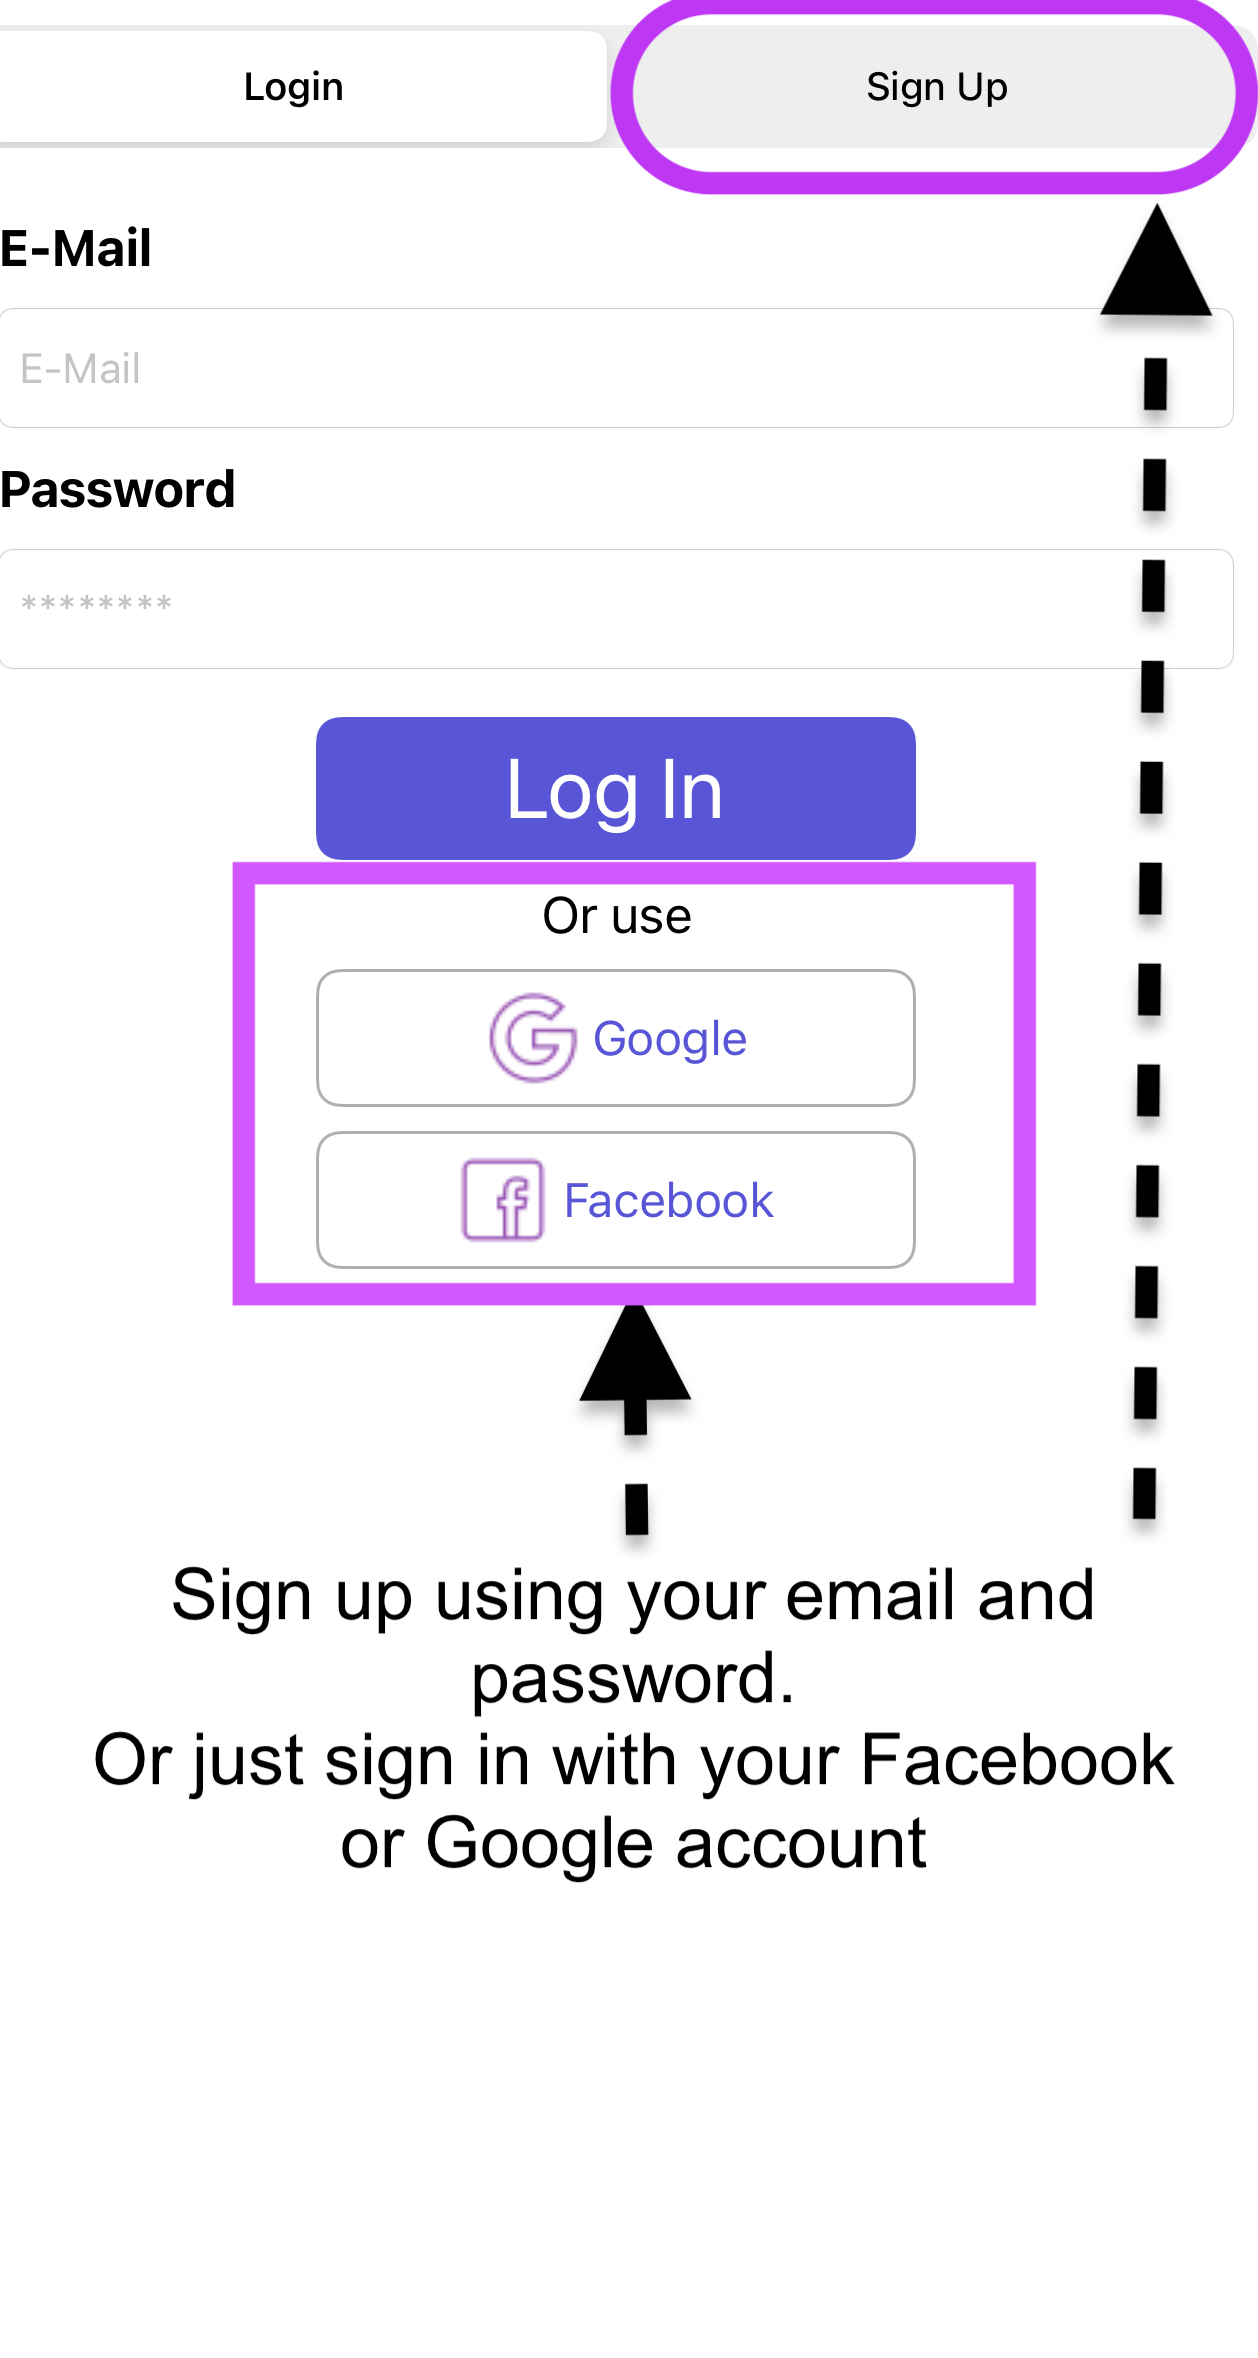 Login
Sign Up
E-Mail
E-Mail
Password
********
Log In
Or use
Google
Facebook
Sign up using your email and
password.
Or just sign in with your Facebook
or Google account